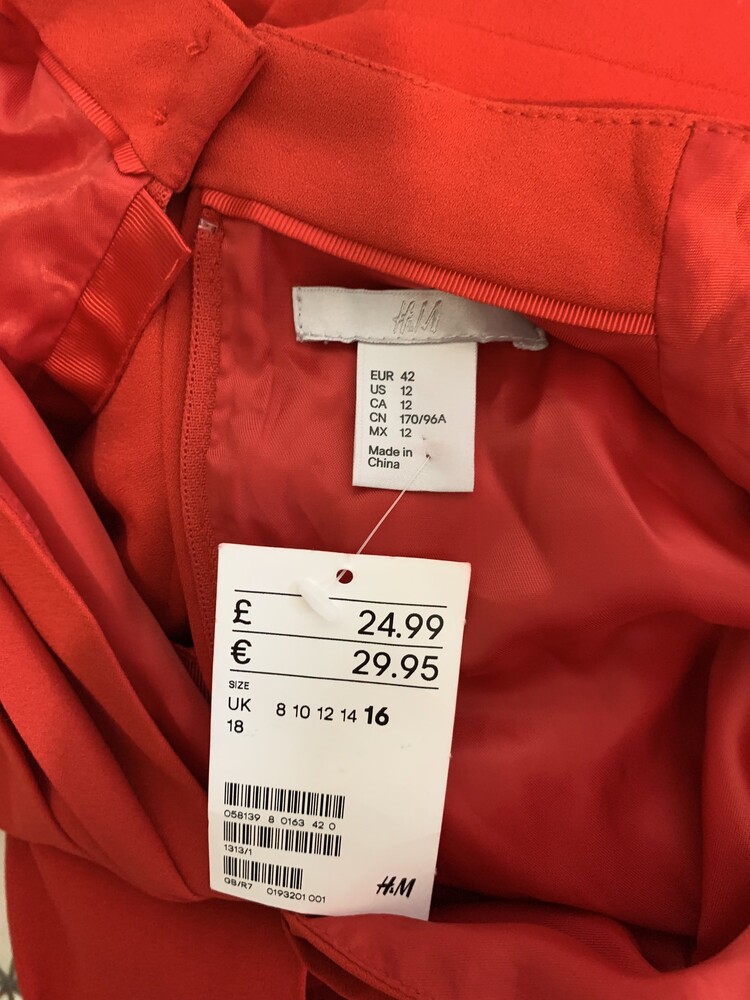 H&M
EUR 42
US 12
CA 12
CN 170/96A
MX 12
Made in
China
£ 24.99
€ 29.95
SIZE
UK 8 10 12 14 16
18
058139 8 0163 42 0
1313/1
GB/R7 0193201 001
H&M